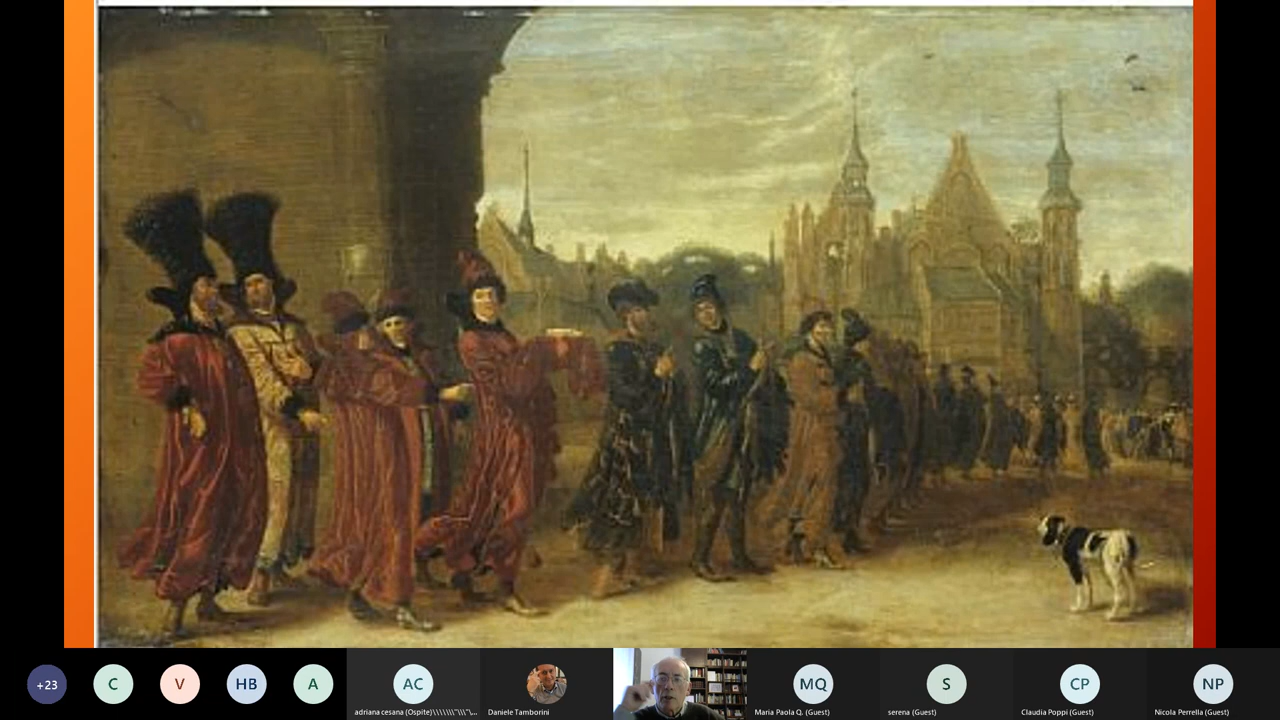 +23
C
V
HB
A
AC
MQ
S
CP
NP
adriana cesana (Ospite)\\\\\\\"\\\"\...
Daniele Tamborini
Maria Paola Q. (Guest)
serena (Guest)
Claudia Poppi (Guest)
Nicola Perrella (Guest)